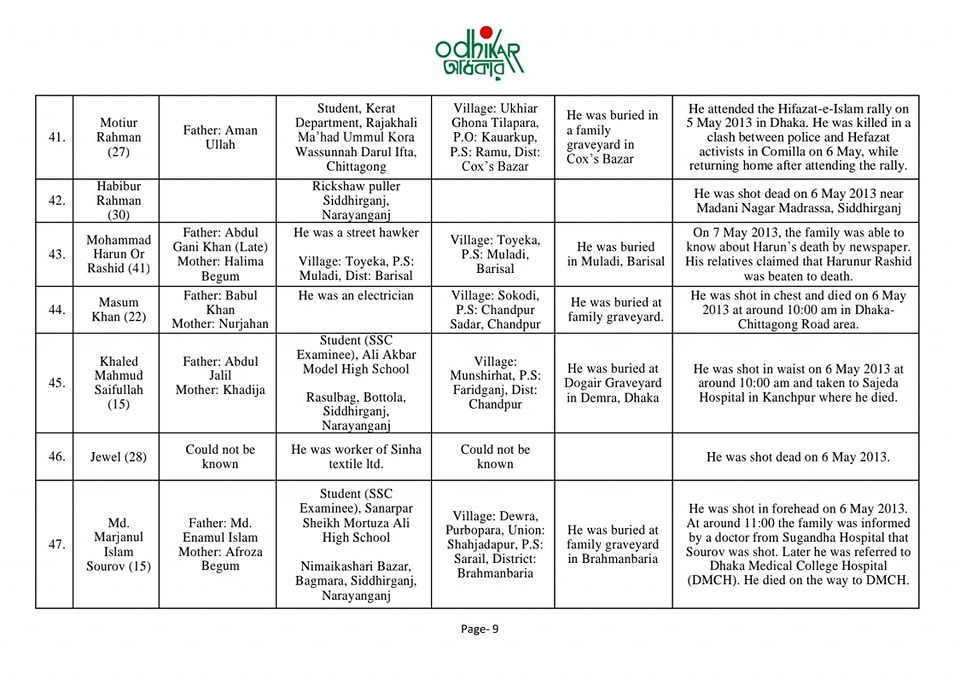 odhikar
অধিকার
41.
Motiur
Rahman
(27)
Father: Aman
Ullah
Student, Kerat
Department, Rajakhali
Ma’had Ummul Kora
Wassunnah Darul Ifta,
Chittagong
Village: Ukhiar
Ghona Tilapara,
P.O: Kauarkup,
P.S: Ramu, Dist:
Cox’s Bazar
He was buried in
a family
graveyard in
Cox’s Bazar
He attended the Hifazat-e-Islam rally on
5 May 2013 in Dhaka. He was killed in a
clash between police and Hefazat
activists in Comilla on 6 May, while
returning home after attending the rally.
42.
Habibur
Rahman
(30)
Rickshaw puller
Siddhirganj,
Narayanganj
He was shot dead on 6 May 2013 near
Madani Nagar Madrassa, Siddhirganj
43.
Mohammad
Harun Or
Rashid (41)
Father: Abdul
Gani Khan (Late)
Mother: Halima
Begum
He was a street hawker
Village: Toyeka, P.S:
Muladi, Dist: Barisal
Village: Toyeka,
P.S: Muladi,
Barisal
He was buried
in Muladi, Barisal
On 7 May 2013, the family was able to
know about Harun’s death by newspaper.
His relatives claimed that Harunur Rashid
was beaten to death.
44.
Masum
Khan (22)
Father: Babul
Khan
Mother: Nurjahan
He was an electrician
Village: Sokodi,
P.S: Chandpur
Sadar, Chandpur
He was buried at
family graveyard.
He was shot in chest and died on 6 May
2013 at around 10:00 am in Dhaka-
Chittagong Road area.
45.
Khaled
Mahmud
Saifullah
(15)
Father: Abdul
Jalil
Mother: Khadija
Student (SSC
Examinee), Ali Akbar
Model High School
Rasulbag, Bottola,
Siddhirganj,
Narayanganj
Village:
Munshirhat, P.S:
Faridganj, Dist:
Chandpur
He was buried at
Dogair Graveyard
in Demra, Dhaka
He was shot in waist on 6 May 2013 at
around 10:00 am and taken to Sajeda
Hospital in Kanchpur where he died.
46.
Jewel (28)
Could not be
known
He was worker of Sinha
textile ltd.
Could not be
known
He was shot dead on 6 May 2013.
47.
Md.
Marjanul
Islam
Sourov (15)
Father: Md.
Enamul Islam
Mother: Afroza
Begum
Student (SSC
Examinee), Sanarpar
Sheikh Mortuza Ali
High School
Nimaikashari Bazar,
Bagmara, Siddhirganj,
Narayanganj
Village: Dewra,
Purbopara, Union:
Shahjadapur, P.S:
Sarail, District:
Brahmanbaria
He was buried at
family graveyard
in Brahmanbaria
He was shot in forehead on 6 May 2013.
At around 11:00 the family was informed
by a doctor from Sugandha Hospital that
Sourov was shot. Later he was referred to
Dhaka Medical College Hospital
(DMCH). He died on the way to DMCH.
Page- 9